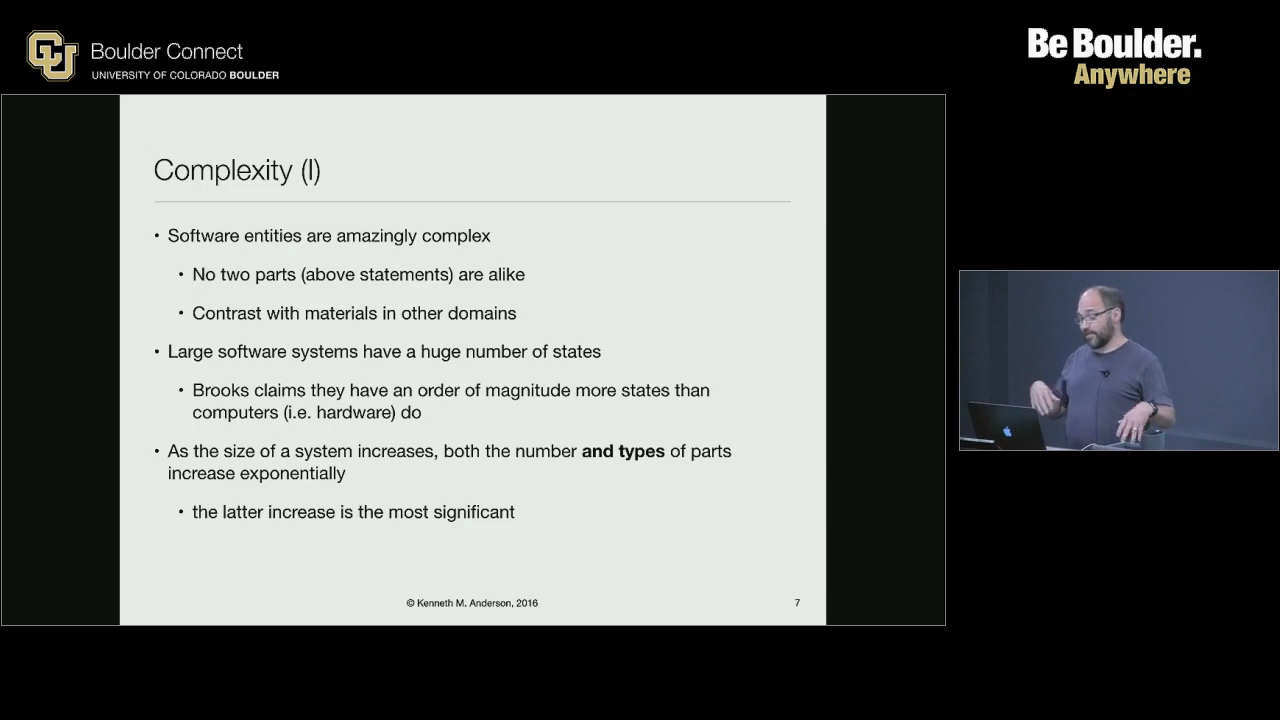 Boulder Connect
UNIVERSITY OF COLORADO BOULDER
Be Boulder.
Anywhere
Complexity (I)
• Software entities are amazingly complex
• No two parts (above statements) are alike
• Contrast with materials in other domains
• Large software systems have a huge number of states
• Brooks claims they have an order of magnitude more states than
computers (i.e. hardware) do
• As the size of a system increases, both the number and types of parts
increase exponentially
• the latter increase is the most significant
© Kenneth M. Anderson, 2016
7